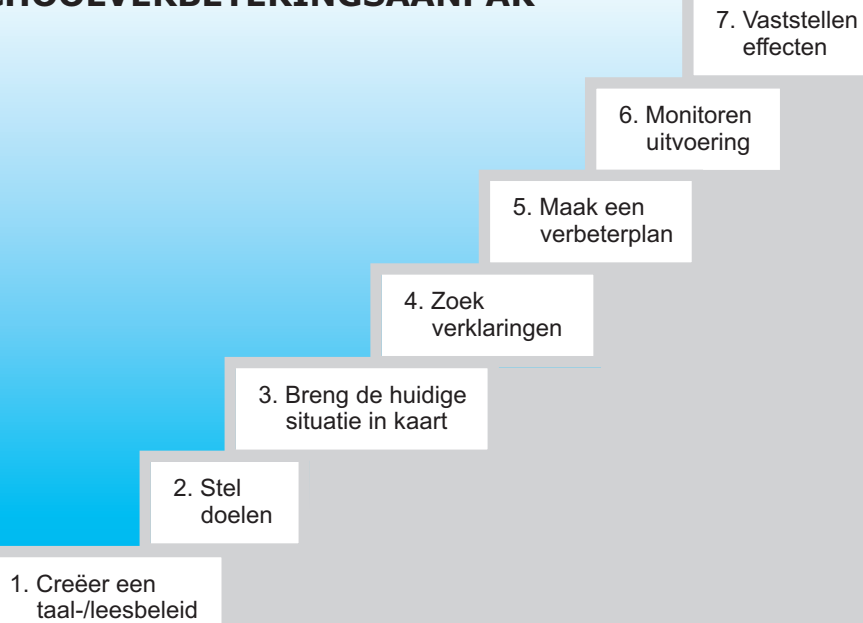 SCHOOLVERBETERINGSAANPAK
7. Vaststellen
effecten
6. Monitoren
uitvoering
5. Maak een
verbeterplan
4. Zoek
verklaringen
3. Breng de huidige
situatie in kaart
2. Stel
doelen
1. Creëer een
taal-/leesbeleid